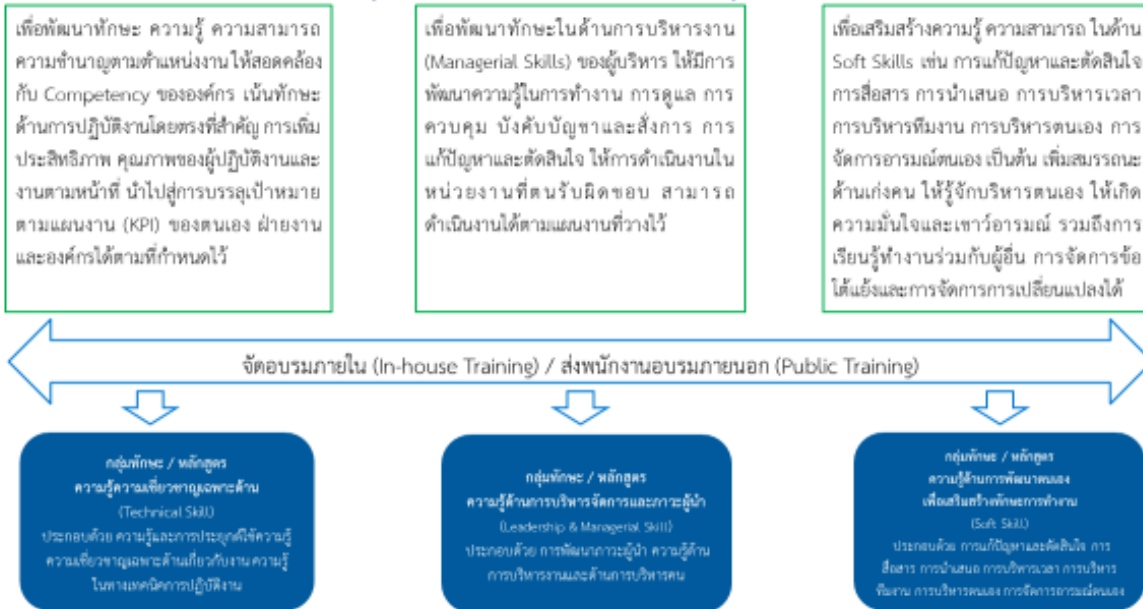 เพื่อพัฒนาทักษะ ความรู้ ความสามารถ
ความชำนาญตามตำแหน่งงาน ให้สอดคล้อง
กับ Competency ขององค์กร เน้นทักษะ
ด้านการปฏิบัติงานโดยตรงที่สำคัญ การเพิ่ม
ประสิทธิภาพ คุณภาพของผู้ปฏิบัติงานและ
งานตามหน้าที่ นำไปสู่การบรรลุเป้าหมาย
ตามแผนงาน (KPI) ของตนเอง ฝ่ายงาน
และองค์กรได้ตามที่กำหนดไว้
เพื่อพัฒนาทักษะในด้านการบริหารงาน
(Managerial Skills) ของผู้บริหาร ให้มีการ
พัฒนาความรู้ในการทำงาน การดูแล การ
ควบคุม บังคับบัญชาและสั่งการ การ
แก้ปัญหาและตัดสินใจ ให้การดำเนินงานใน
หน่วยงานที่ตนรับผิดชอบ สามารถ
ดำเนินงานได้ตามแผนงานที่วางไว้
เพื่อเสริมสร้างความรู้ ความสามารถ ในด้าน
Soft Skills เช่น การแก้ปัญหาและตัดสินใจ
การสื่อสาร การนำเสนอ การบริหารเวลา
การบริหารทีมงาน การบริหารตนเอง การ
จัดการอารมณ์ตนเอง เป็นต้น เพิ่มสมรรถนะ
ด้านเก่งคน ให้รู้จักบริหารตนเอง ให้เกิด
ความมั่นใจและเชาว์อารมณ์ รวมถึงการ
เรียนรู้ทำงานร่วมกับผู้อื่น การจัดการข้อ
โต้แย้งและการจัดการการเปลี่ยนแปลงได้
จัดอบรมภายใน (In-house Training) / ส่งพนักงานอบรมภายนอก (Public Training)
กลุ่มทักษะ / หลักสูตร
ความรู้ความเชี่ยวชาญเฉพาะด้าน
(Technical Skill)
ประกอบด้วย ความรู้และการประยุกต์ใช้ความรู้
ความเชี่ยวชาญเฉพาะด้านเกี่ยวกับงาน ความรู้
ในทางเทคนิคการปฏิบัติงาน
กลุ่มทักษะ / หลักสูตร
ความรู้ด้านการบริหารจัดการและภาวะผู้นำ
(Leadership & Managerial Skill)
ประกอบด้วย การพัฒนาภาวะผู้นำ ความรู้ด้าน
การบริหารงานและด้านการบริหารคน
กลุ่มทักษะ / หลักสูตร
ความรู้ด้านการพัฒนาตนเอง
เพื่อเสริมสร้างทักษะการทำงาน
(Soft Skill)
ประกอบด้วย การแก้ปัญหาและตัดสินใจ การ
สื่อสาร การนำเสนอ การบริหารเวลา การบริหาร
ทีมงาน การบริหารตนเอง การจัดการอารมณ์ตนเอง